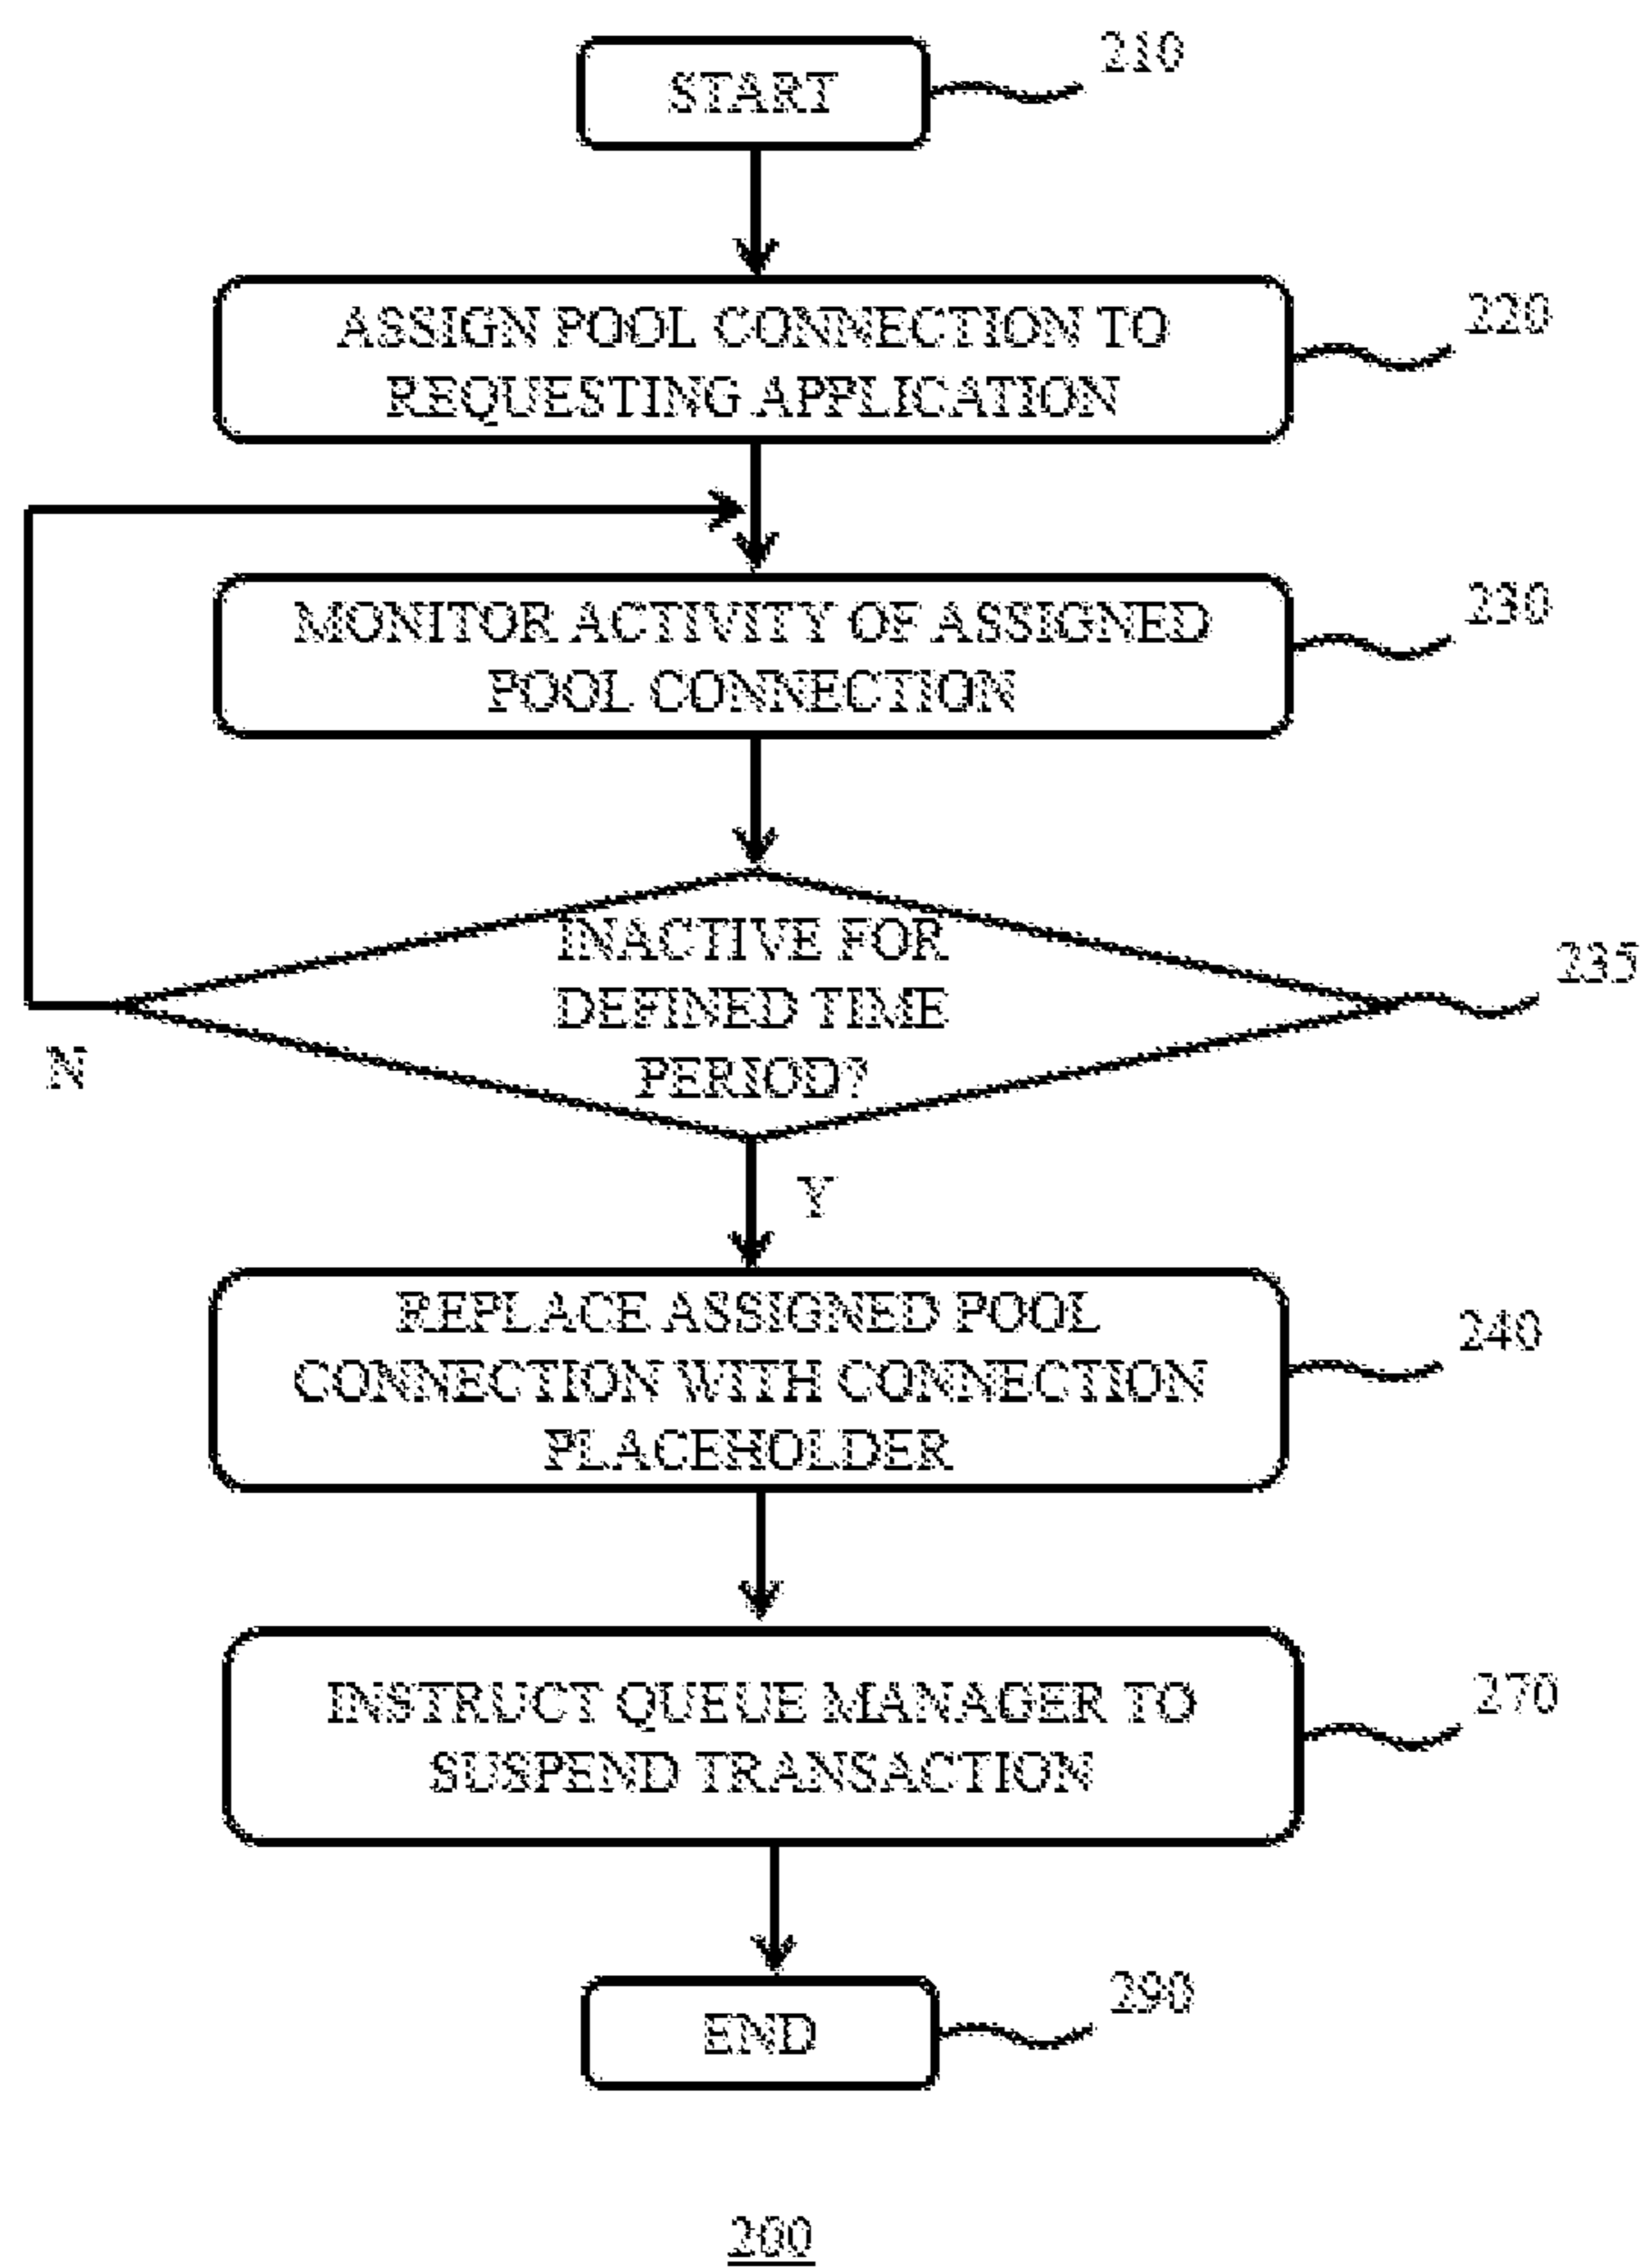 START
210
ASSIGN POOL CONNECTION TO
REQUESTING APPLICATION
220
MONITOR ACTIVITY OF ASSIGNED
POOL CONNECTION
230
INACTIVE FOR
DEFINED TIME
PERIOD?
235
N
Y
REPLACE ASSIGNED POOL
CONNECTION WITH CONNECTION
PLACEHOLDER
240
INSTRUCT QUEUE MANAGER TO
SUSPEND TRANSACTION
270
END
290
200